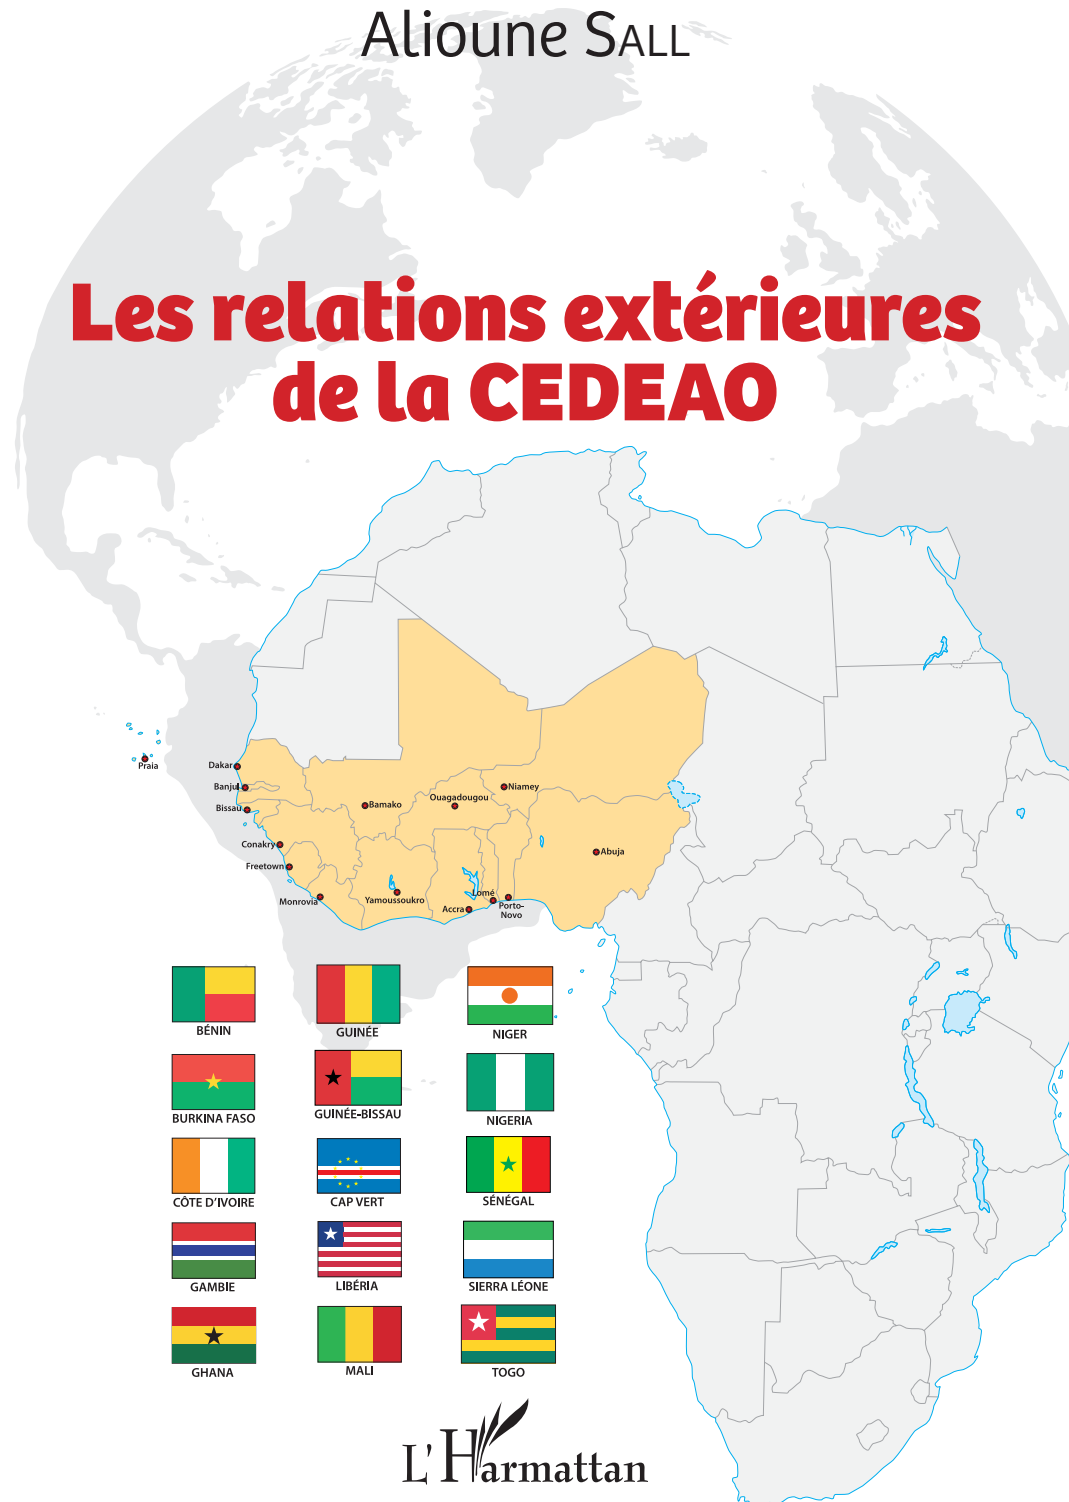 Alioune SALL
Les relations extérieures
de la CEDEAO
Praia
Dakar
Banjul
Bissau
Conakry
Freetown
Monrovia
Bamako
Ouagadougou
Niamey
Abuja
Yamoussoukro
Accra
Lomé
Porto-
Novo
BÉNIN
GUINÉE
NIGER
BURKINA FASO
GUINÉE-BISSAU
NIGERIA
CÔTE D'IVOIRE
CAP VERT
SÉNÉGAL
GAMBIE
LIBÉRIA
SIERRA LÉONE
GHANA
MALI
TOGO
L'Harmattan